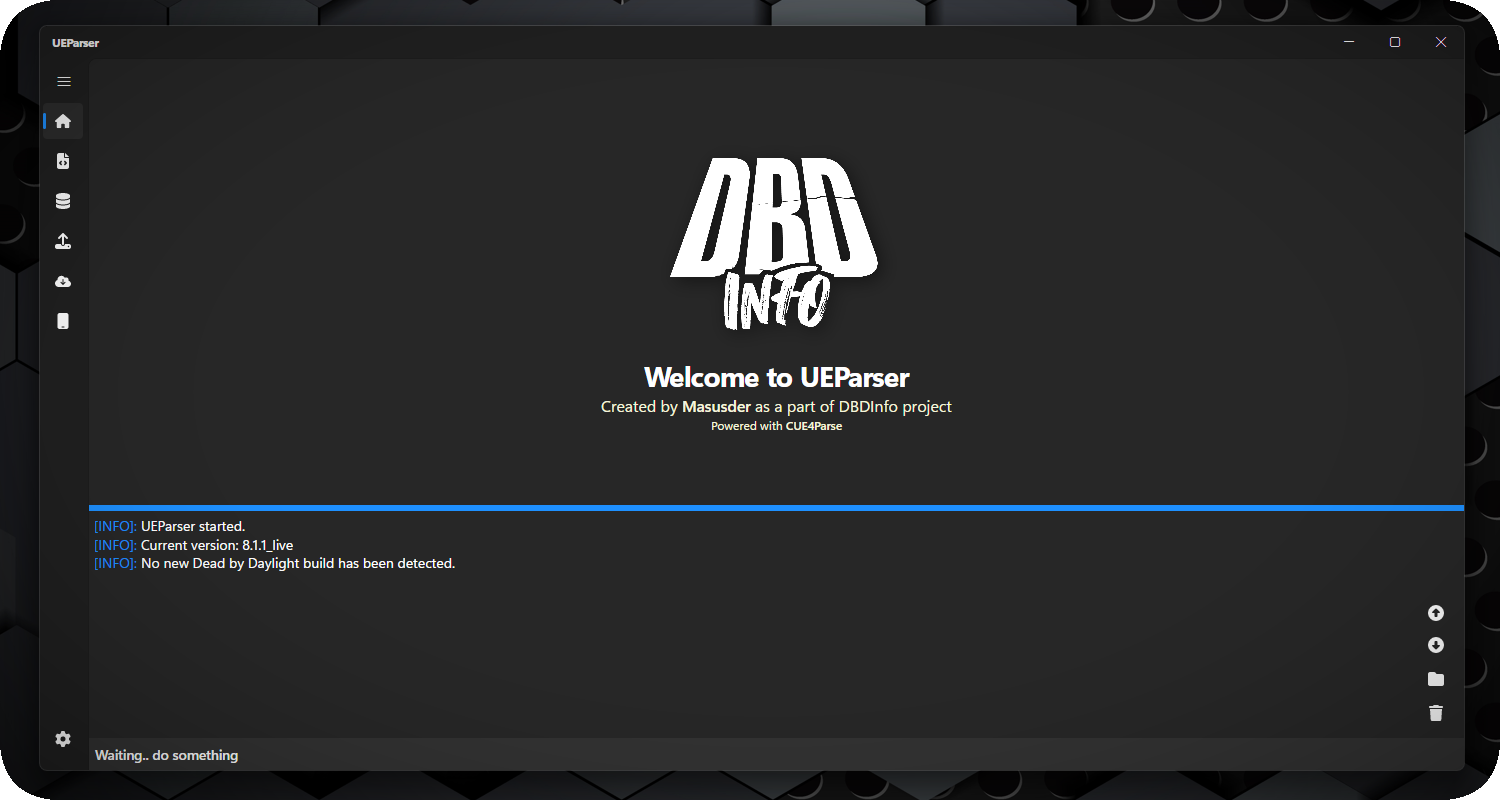 UEParser
DBD
INFO
Welcome to UEParser
Created by Masusder as a part of DBDInfo project
Powered with CUE4Parse
[INFO]: UEParser started.
[INFO]: Current version: 8.1.1_live
[INFO]: No new Dead by Daylight build has been detected.
Waiting.. do something